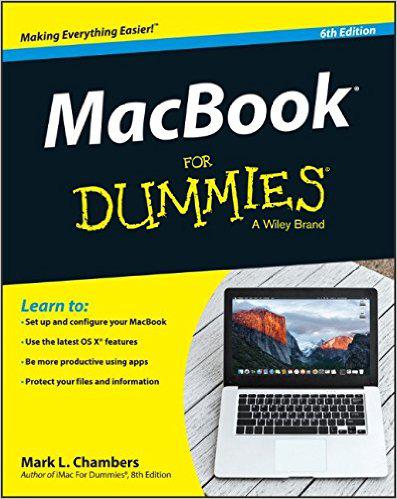 Making Everything Easier!™
6th Edition
MacBook®
FOR
DUMMIES®
A Wiley Brand
Learn to:
• Set up and configure your MacBook
• Use the latest OS X® features
• Be more productive using apps
• Protect your files and information
Mark L. Chambers
Author of iMac For Dummies®, 8th Edition